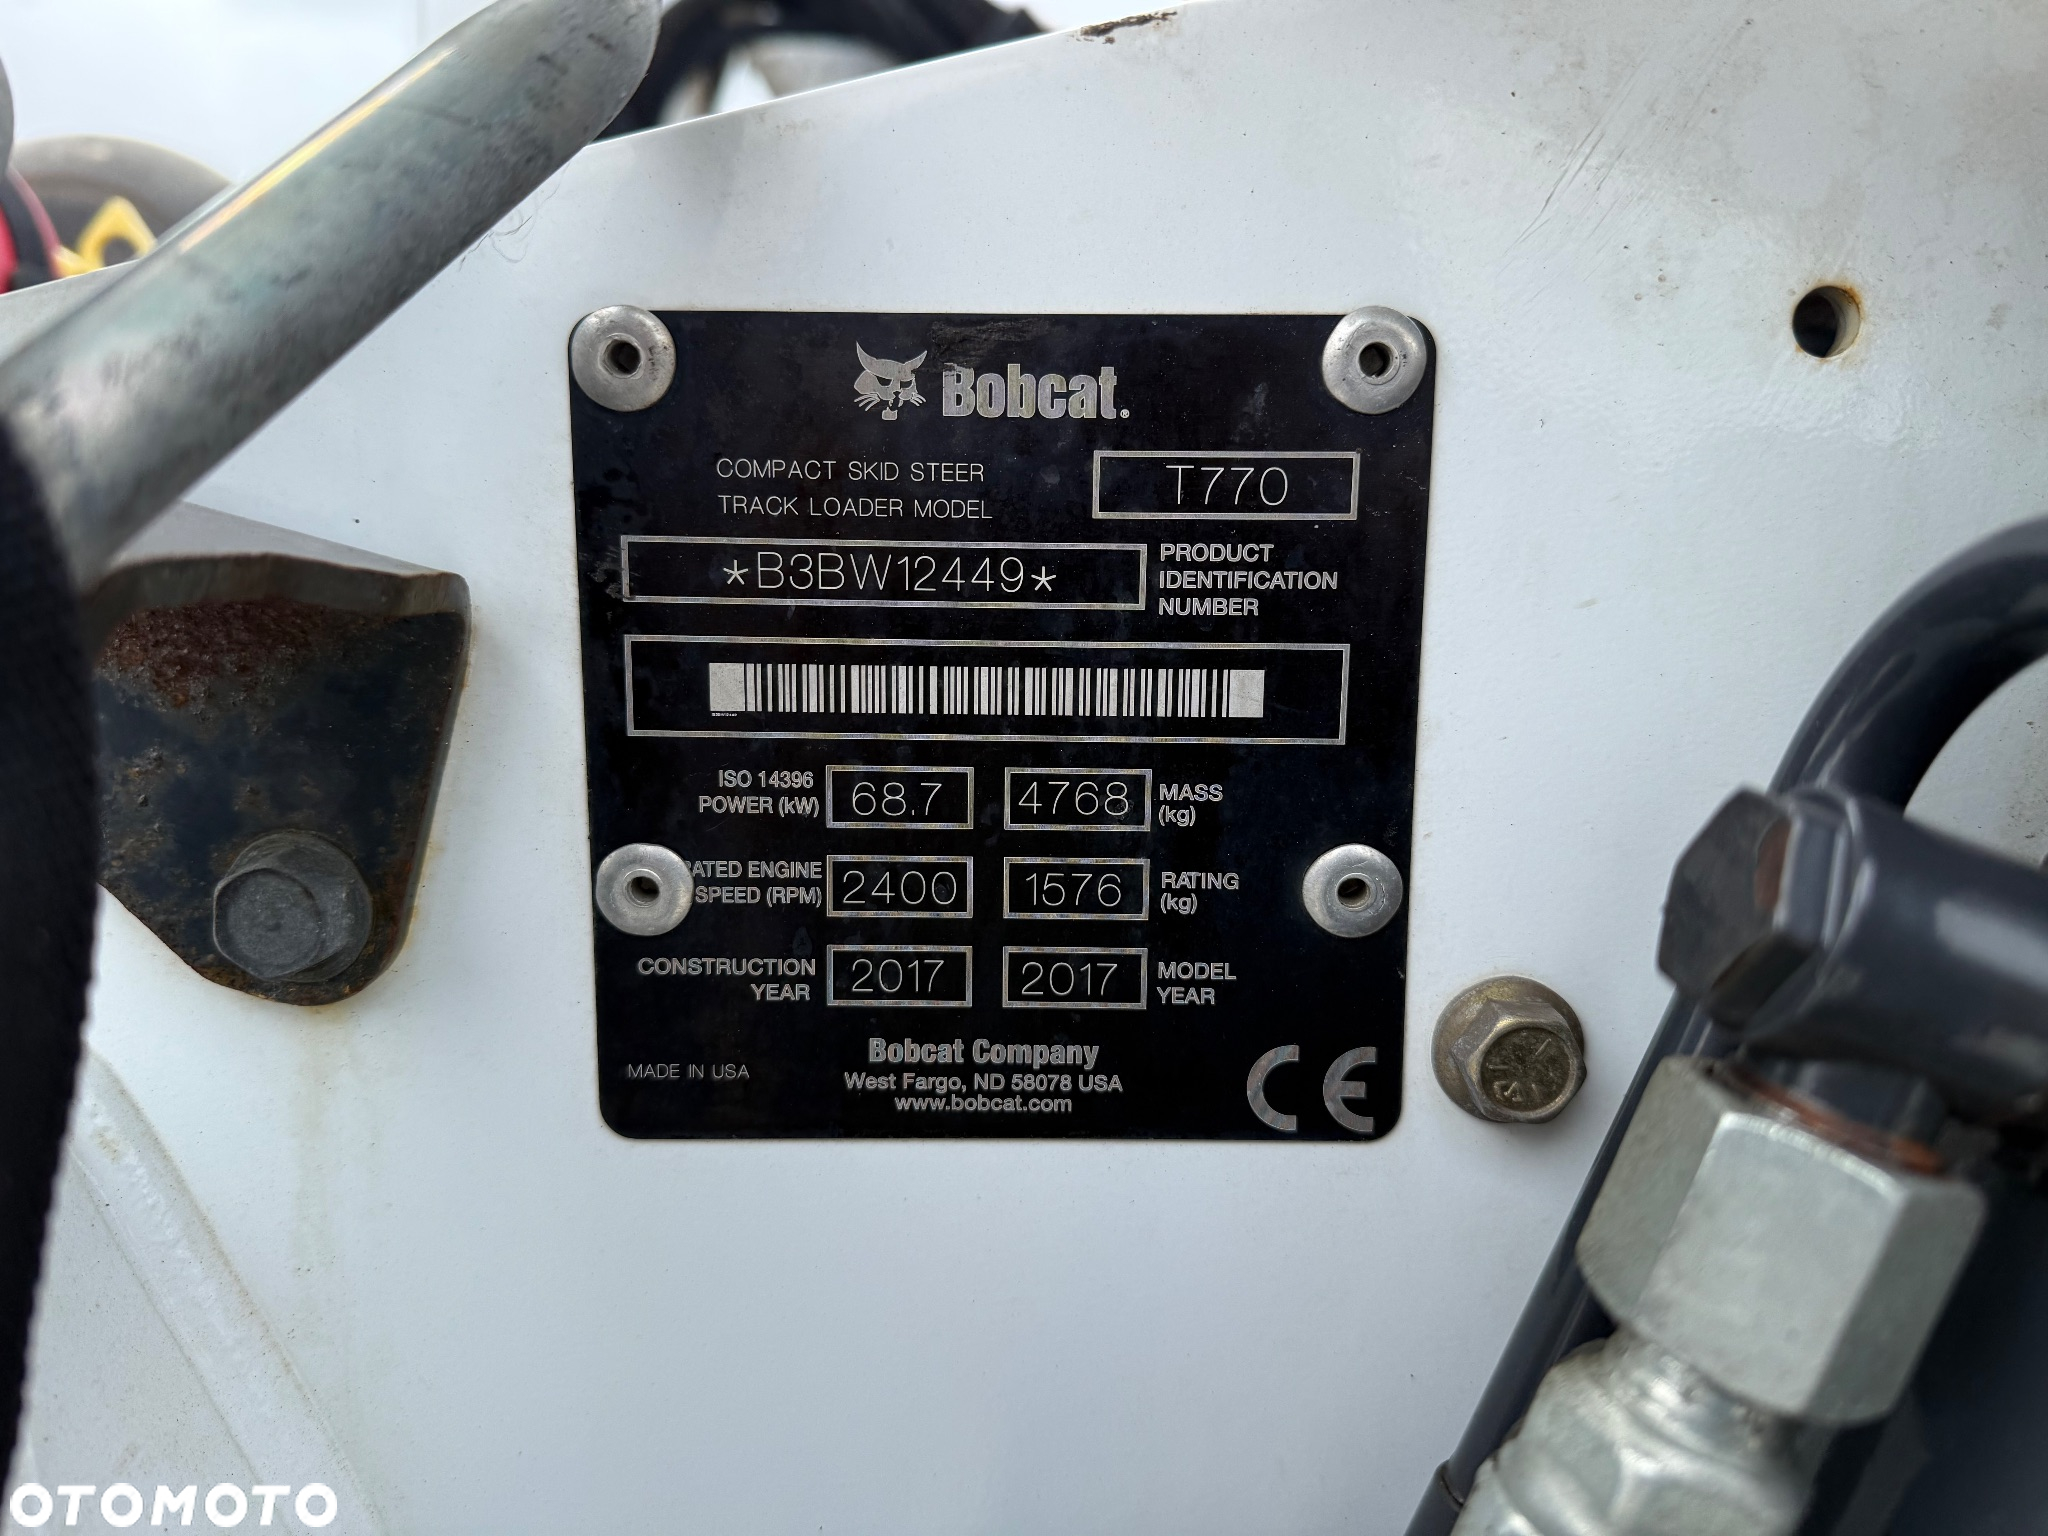 Bobcat®
COMPACT SKID STEER
TRACK LOADER MODEL
T770
*B3BW12449*
PRODUCT
IDENTIFICATION
NUMBER
ISO 14396
POWER (kW)
68.7
4768
MASS
(kg)
ATED ENGINE
SPEED (RPM)
2400
1576
RATING
(kg)
CONSTRUCTION
YEAR
2017
2017
MODEL
YEAR
MADE IN USA
Bobcat Company
West Fargo, ND 58078 USA
www.bobcat.com
CE
OTOMOTO